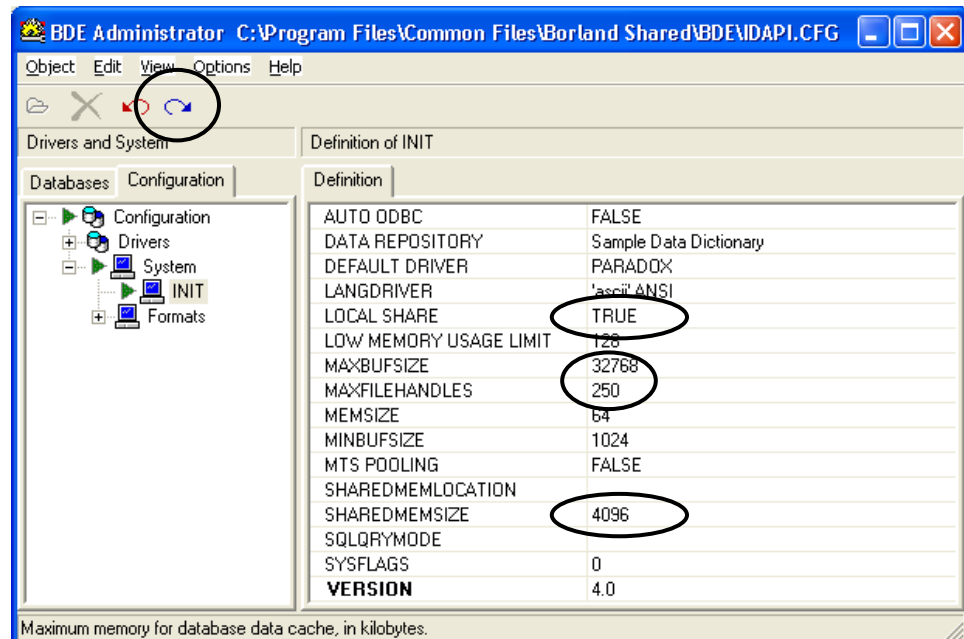 BDE Administrator C:\Program Files\Common Files\Borland Shared\BDE\IDAPI.CFG
Object Edit View Options Help
Drivers and System
Definition of INIT
Databases Configuration
Definition
Configuration
Drivers
System
INIT
Formats
AUTO ODBC FALSE
DATA REPOSITORY Sample Data Dictionary
DEFAULT DRIVER PARADOX
LANGDRIVER 'ascii' ANSI
LOCAL SHARE TRUE
LOW MEMORY USAGE LIMIT 128
MAXBUFSIZE 32768
MAXFILEHANDLES 250
MEMSIZE 64
MINBUFSIZE 1024
MTS POOLING FALSE
SHAREDMEMLOCATION
SHAREDMEMSIZE 4096
SQLQRYMODE
SYSFLAGS 0
VERSION 4.0
Maximum memory for database data cache, in kilobytes.